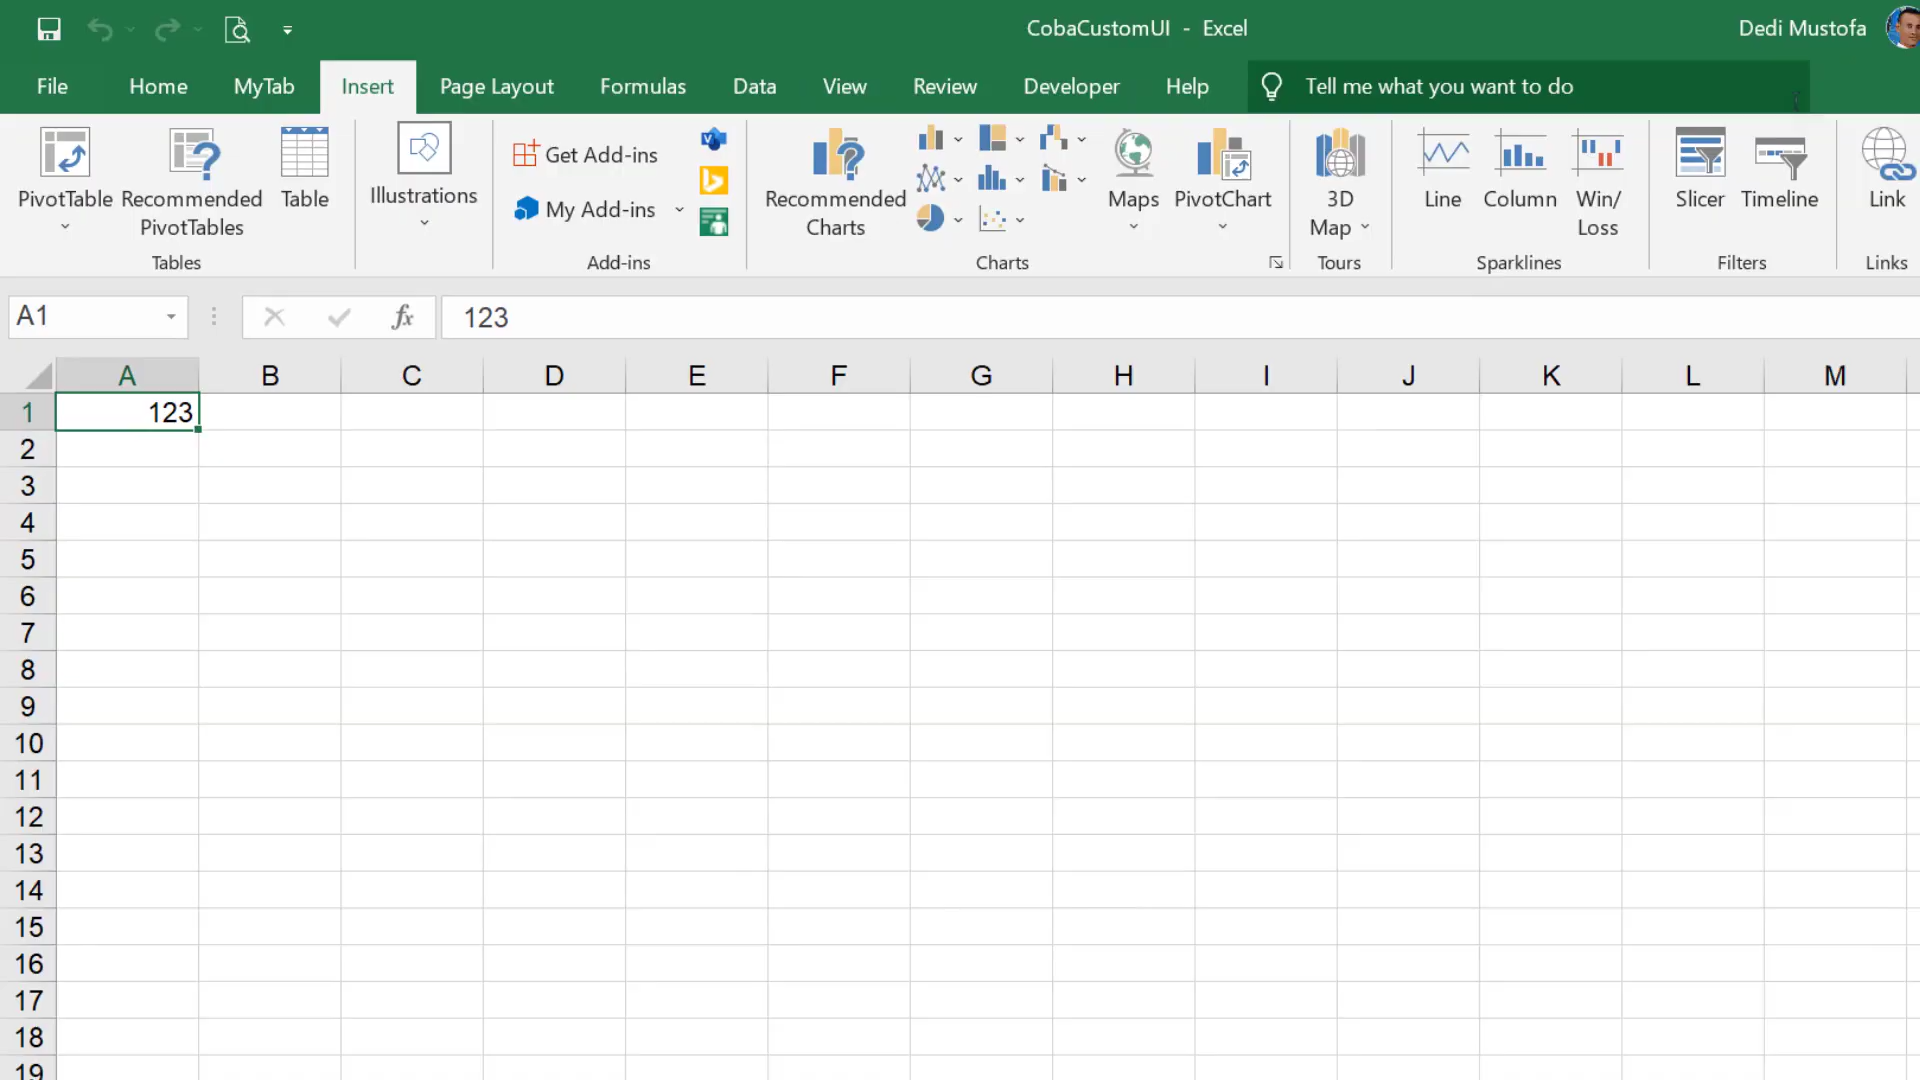 CobaCustomUI - Excel
Dedi Mustofa
File Home MyTab Insert Page Layout Formulas Data View Review Developer Help Tell me what you want to do
PivotTable
Recommended
PivotTables
Table
Tables
Illustrations
Get Add-ins
My Add-ins
Add-ins
Recommended
Charts
Maps
PivotChart
Charts
3D
Map
Tours
Line
Column
Win/
Loss
Sparklines
Slicer
Timeline
Filters
Link
Links
A1
fx
123
A B C D E F G H I J K L M
1 123
2
3
4
5
6
7
8
9
10
11
12
13
14
15
16
17
18
19